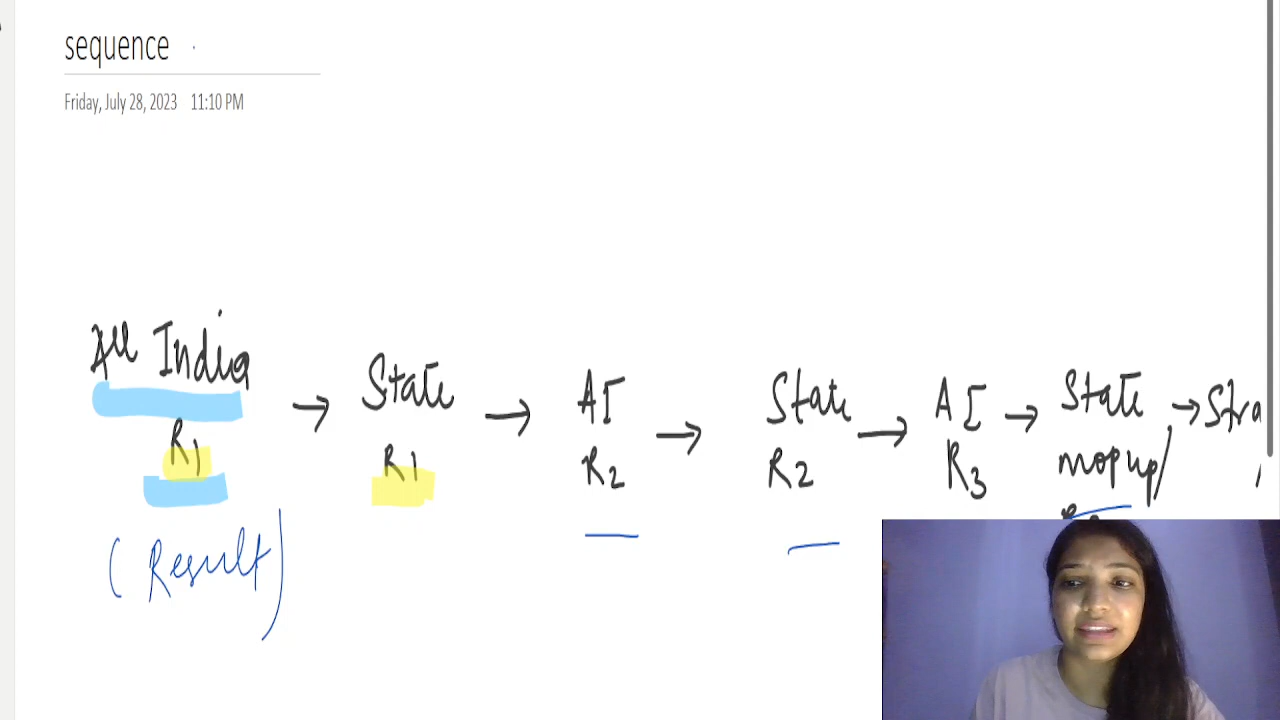 sequence
Friday, July 28, 2023 11:10 PM
All India → State → AI → State → AI → State → Stra
R1 R1 R2 R2 R3 mopup/
(Result)